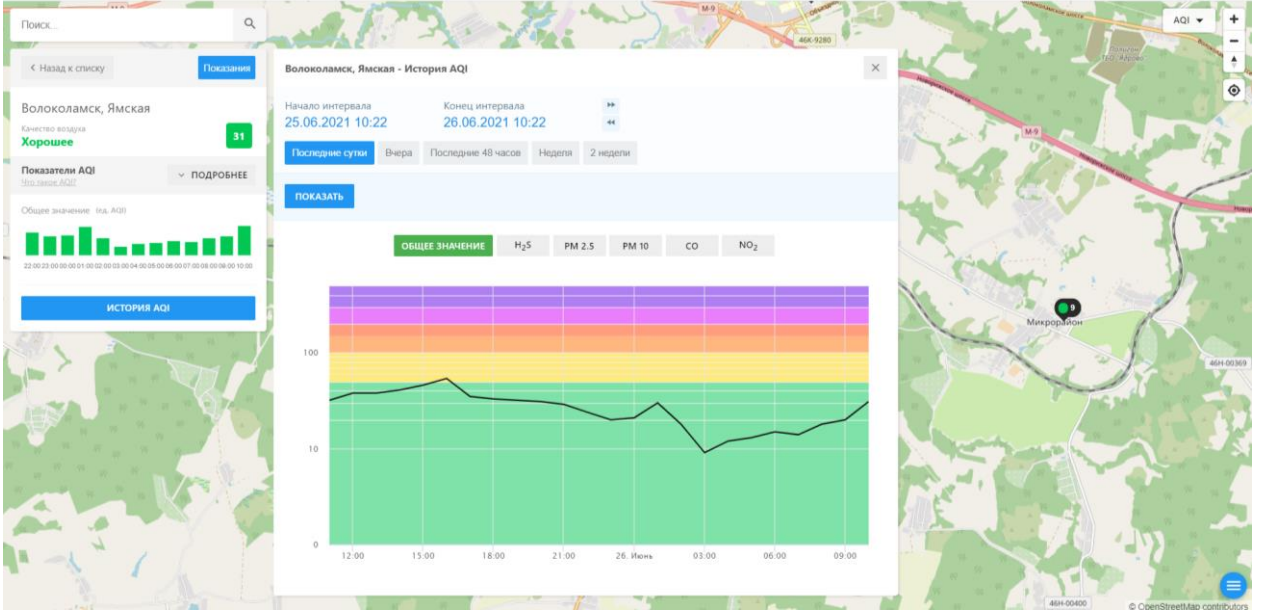 Поиск...
Назад к списку
Показания
Волоколамск, Ямская
Качество воздуха
Хорошее
31
Показатели AQI
Что такое AQI?
ПОДРОБНЕЕ
Общее значение (ед. AQI)
22:00 23:00 00:00 01:00 02:00 03:00 04:00 05:00 06:00 07:00 08:00 09:00 10:00
ИСТОРИЯ AQI
Волоколамск, Ямская - История AQI
Начало интервала
Конец интервала
25.06.2021 10:22
26.06.2021 10:22
Последние сутки
Вчера
Последние 48 часов
Неделя
2 недели
ПОКАЗАТЬ
ОБЩЕЕ ЗНАЧЕНИЕ
H2S
PM 2.5
PM 10
CO
NO2
100
10
0
12:00
15:00
18:00
21:00
26. Июнь
03:00
06:00
09:00
М-9
46К-9280
AQI
+
−
М-9
9
Микрорайон
46Н-00369
46Н-00400
© OpenStreetMap contributors